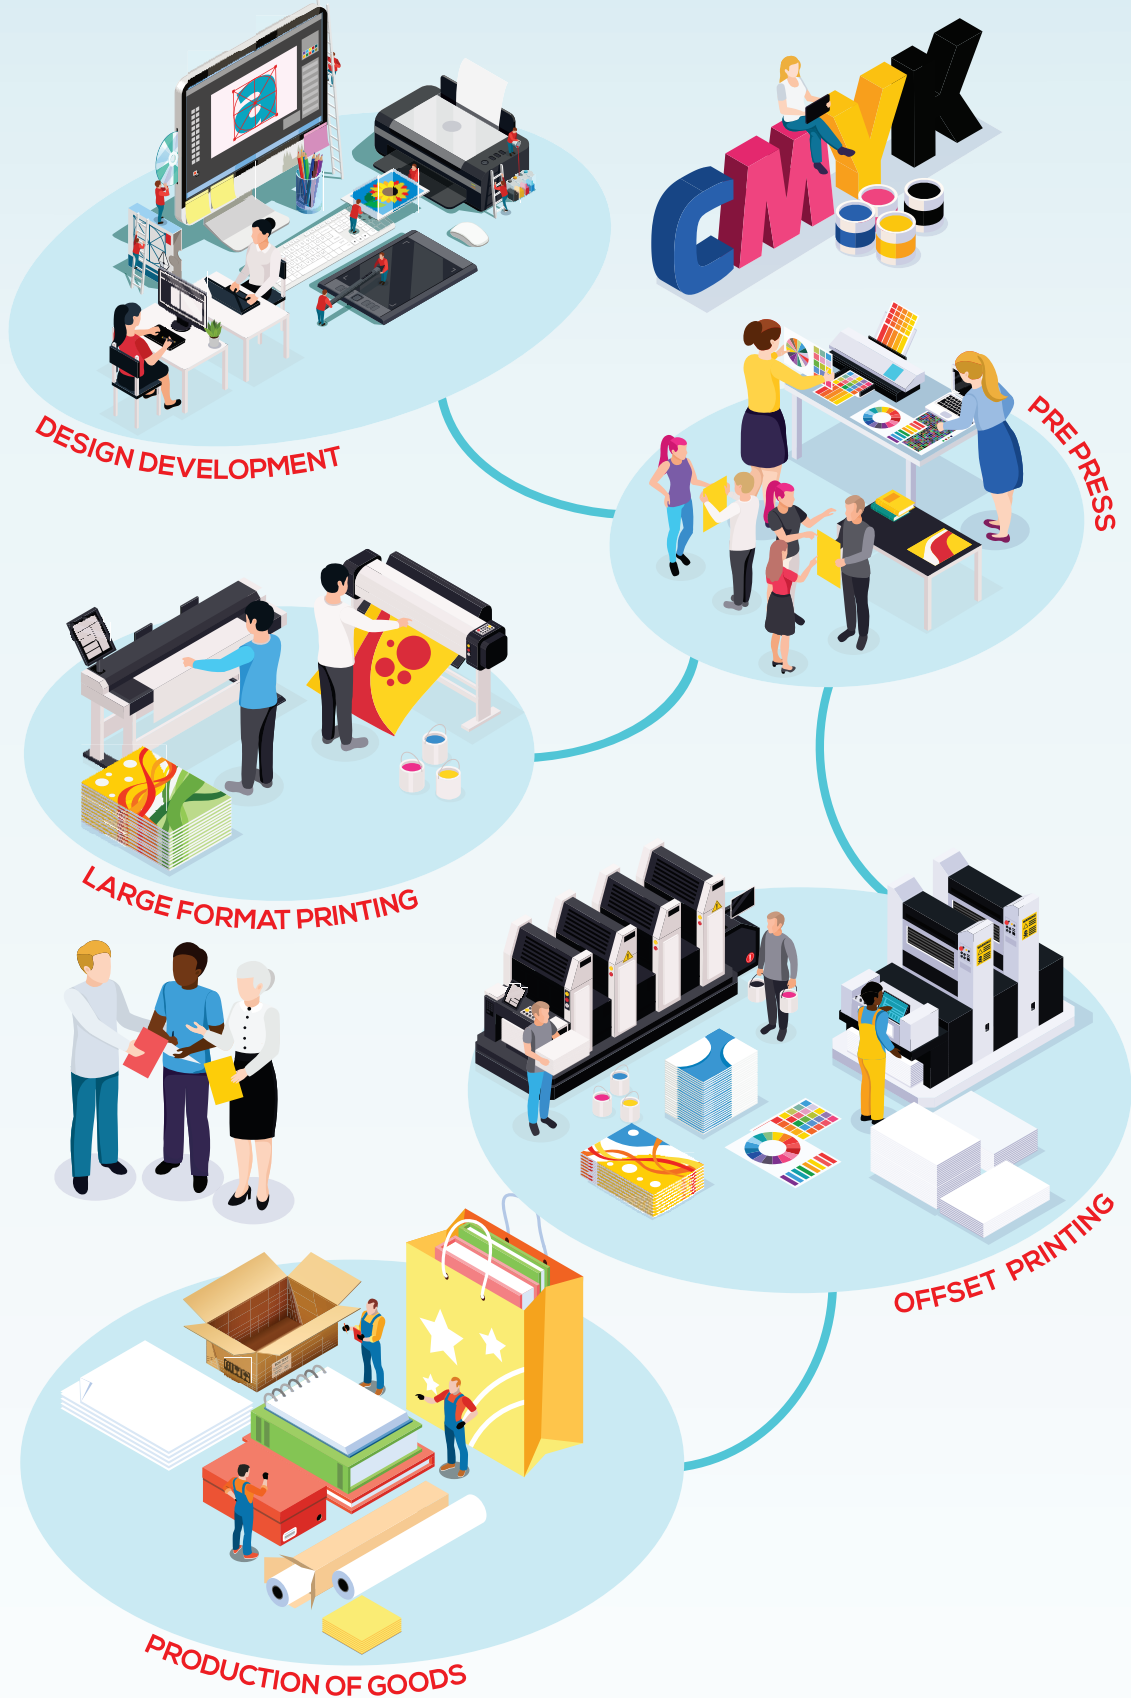 a
CMYK
DESIGN DEVELOPMENT
PRE PRESS
LARGE FORMAT PRINTING
OFFSET PRINTING
PRODUCTION OF GOODS